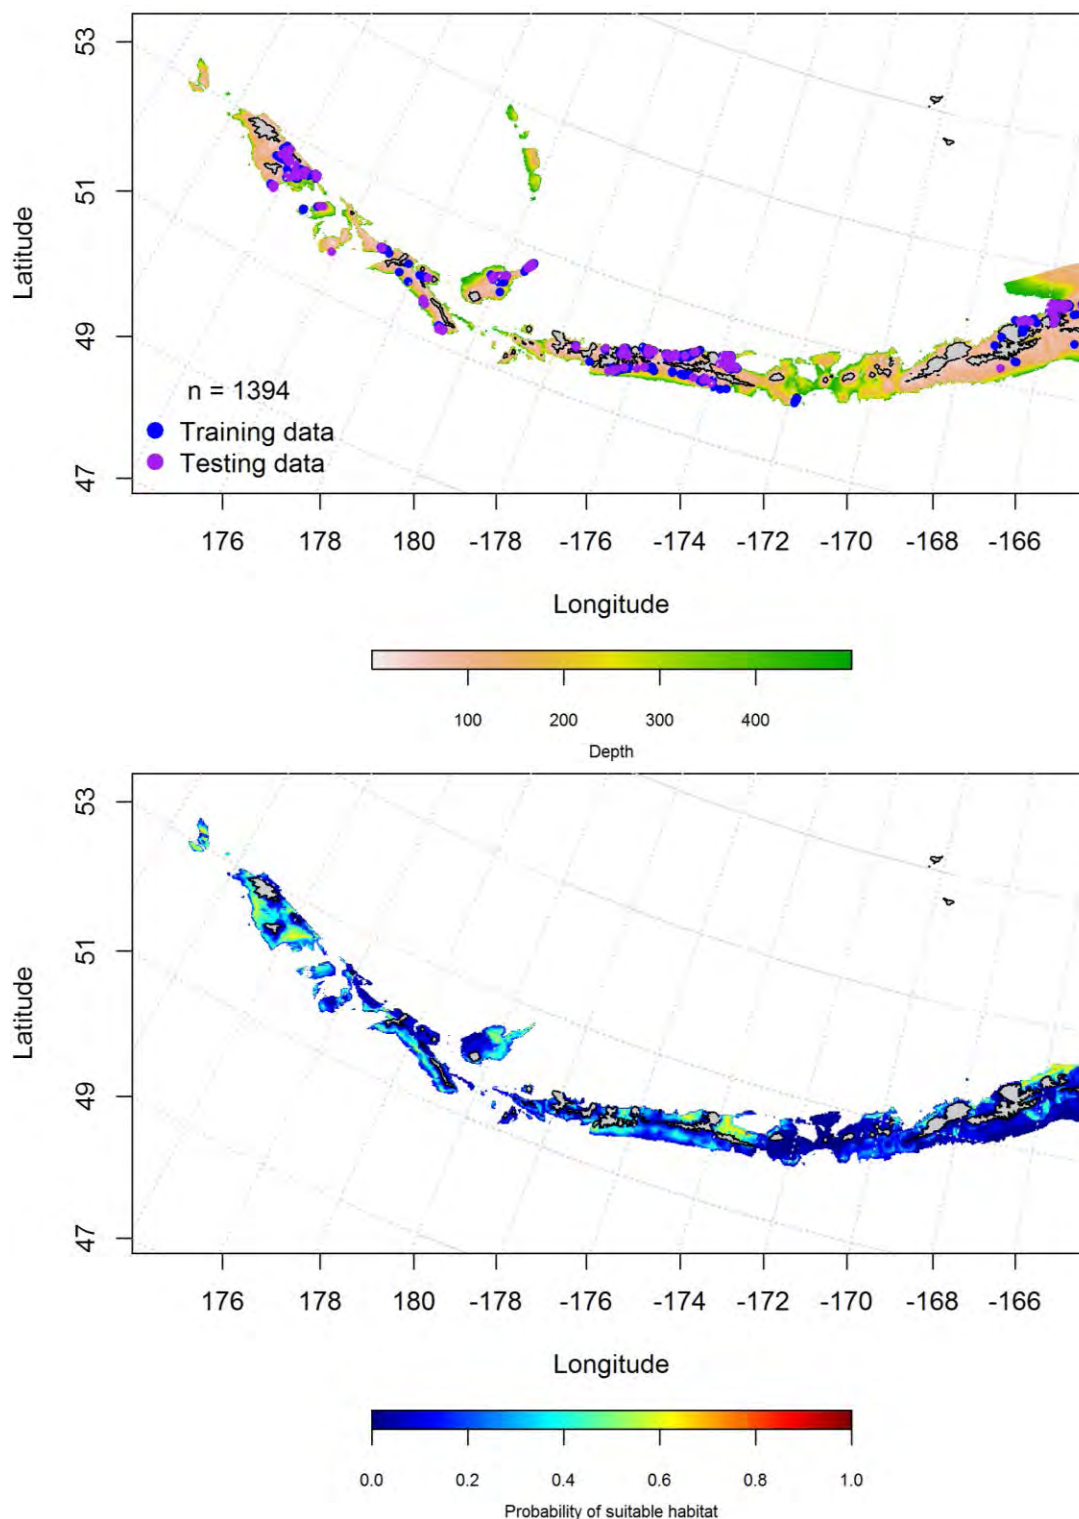 53
51
49
47
Latitude
n = 1394
Training data
Testing data
176 178 180 -178 -176 -174 -172 -170 -168 -166
Longitude
100 200 300 400
Depth
53
51
49
47
Latitude
176 178 180 -178 -176 -174 -172 -170 -168 -166
Longitude
0.0 0.2 0.4 0.6 0.8 1.0
Probability of suitable habitat